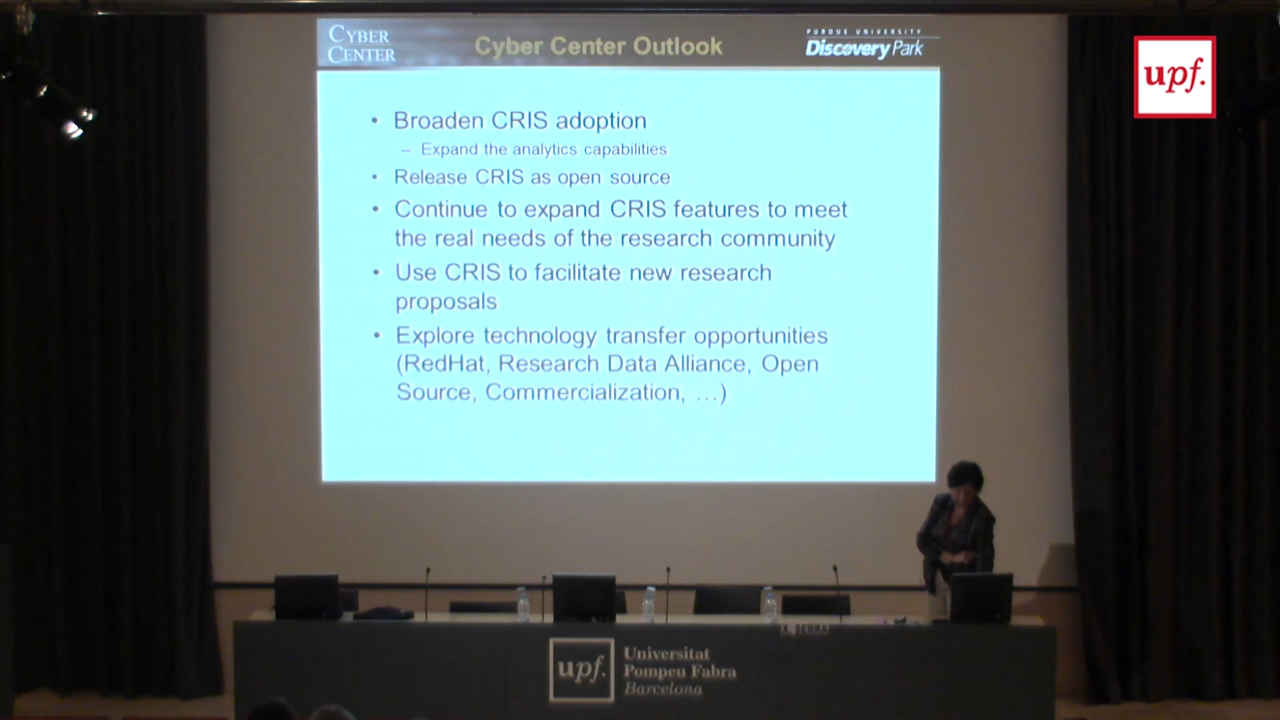 CYBER
CENTER
Cyber Center Outlook
PURDUE UNIVERSITY
Discovery Park
upf.
• Broaden CRIS adoption
– Expand the analytics capabilities
• Release CRIS as open source
• Continue to expand CRIS features to meet
the real needs of the research community
• Use CRIS to facilitate new research
proposals
• Explore technology transfer opportunities
(RedHat, Research Data Alliance, Open
Source, Commercialization, …)
X. SERRA
upf.
Universitat
Pompeu Fabra
Barcelona